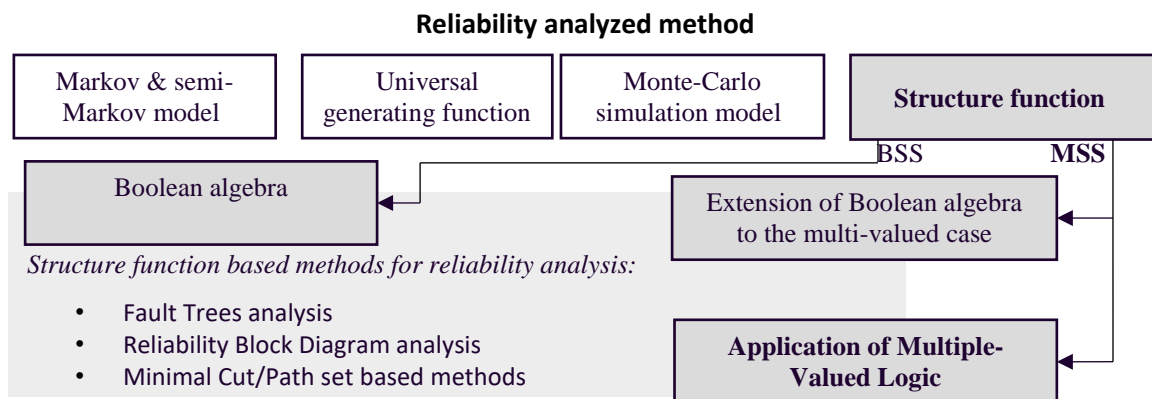 Reliability analyzed method
Markov & semi-
Markov model
Universal
generating function
Monte-Carlo
simulation model
Structure function
BSS
MSS
Boolean algebra
Extension of Boolean algebra
to the multi-valued case
Structure function based methods for reliability analysis:
• Fault Trees analysis
• Reliability Block Diagram analysis
• Minimal Cut/Path set based methods
Application of Multiple-
Valued Logic